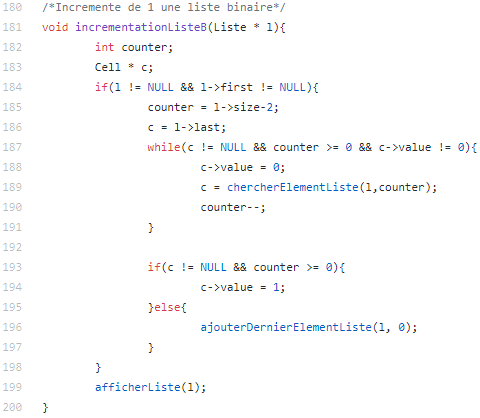 180 /*Incremente de 1 une liste binaire*/
181 void incrementationListeB(Liste * l){
182 int counter;
183 Cell * c;
184 if(l != NULL && l->first != NULL){
185 counter = l->size-2;
186 c = l->last;
187 while(c != NULL && counter >= 0 && c->value != 0){
188 c->value = 0;
189 c = chercherElementListe(l,counter);
190 counter--;
191 }
192
193 if(c != NULL && counter >= 0){
194 c->value = 1;
195 }else{
196 ajouterDernierElementListe(l, 0);
197 }
198 }
199 afficherListe(l);
200 }